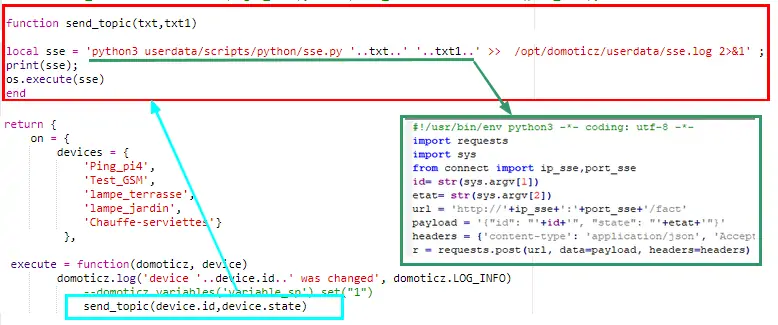 function send_topic(txt,txt1)
local sse = 'python3 userdata/scripts/python/sse.py '..txt..' '..txt1..' >>  /opt/domoticz/userdata/sse.log 2>&1' ;
print(sse);
os.execute(sse)
end
return {
    on = {
        devices = {
            'Ping_pi4',
            'Test_GSM',
            'lampe_terrasse',
            'lampe_jardin',
            'Chauffe-serviettes'}
        },
execute = function(domoticz, device)
        domoticz.log('device '..device.id..' was changed', domoticz.LOG_INFO)
            --domoticz.variables('variable_sp').set("1")
            send_topic(device.id,device.state)
#!/usr/bin/env python3 -*- coding: utf-8 -*-
import requests
import sys
from connect import ip_sse,port_sse
id= str(sys.argv[1])
etat= str(sys.argv[2])
url = 'http://'+ip_sse+':'+port_sse+'/fact'
payload = '{"id": "'+id+'", "state": "'+etat+'"}'
headers = {'content-type': 'application/json', 'Accept
r = requests.post(url, data=payload, headers=headers)